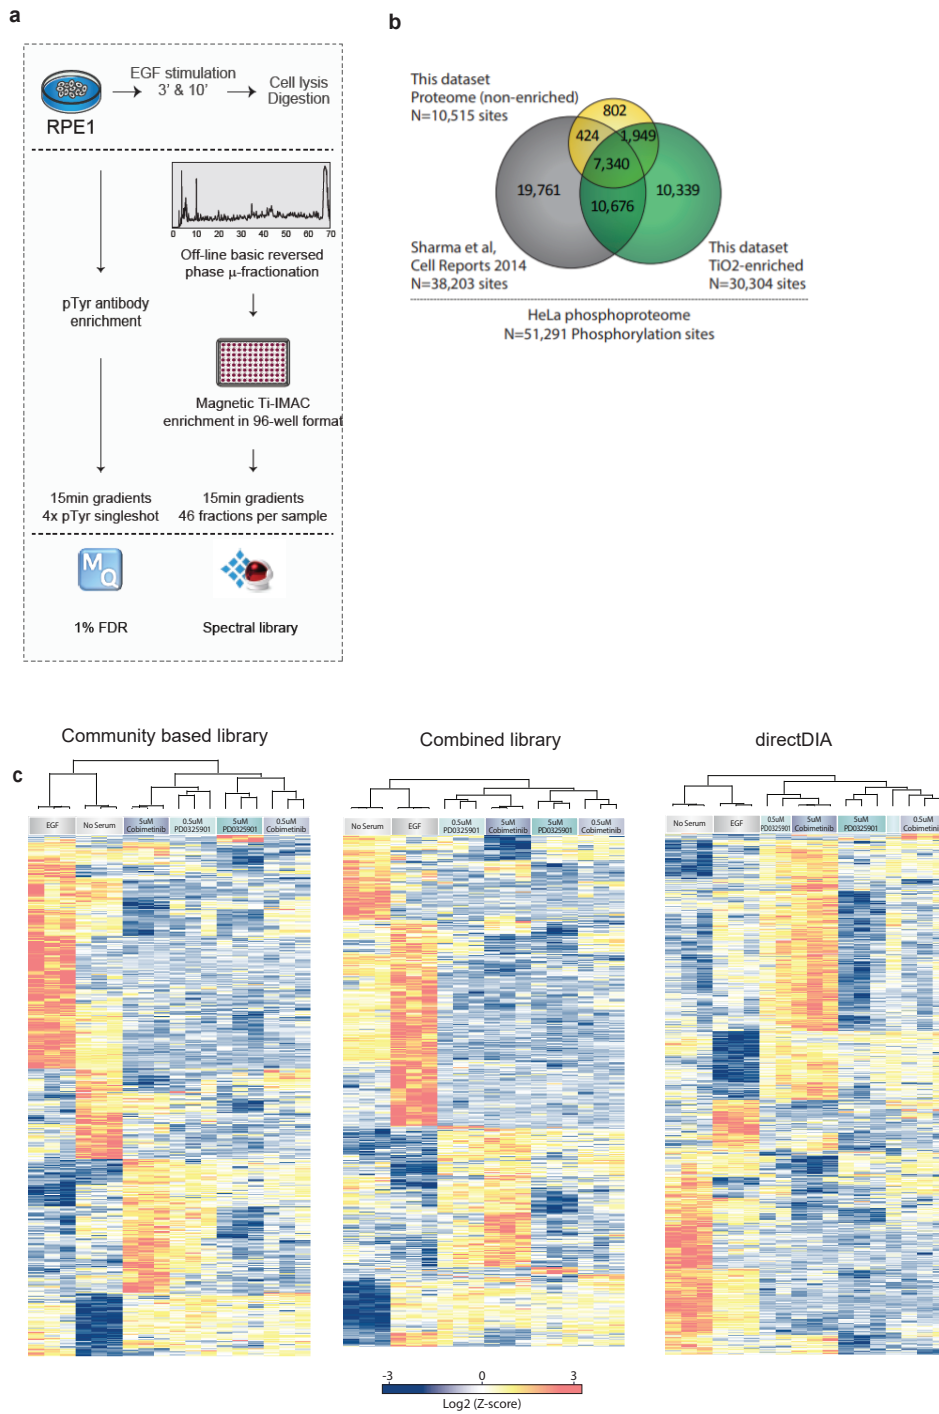 a
EGF stimulation
3' & 10'
Cell lysis
Digestion
RPE1
0 10 20 30 40 50 60 70
Off-line basic reversed
phase μ-fractionation
pTyr antibody
enrichment
Magnetic Ti-IMAC
enrichment in 96-well format
15min gradients
4x pTyr singleshot
15min gradients
46 fractions per sample
MQ
1% FDR
Spectral library
b
This dataset
Proteome (non-enriched)
N=10,515 sites
802
424
1,949
7,340
19,761
10,339
10,676
Sharma et al,
Cell Reports 2014
N=38,203 sites
This dataset
TiO2-enriched
N=30,304 sites
HeLa phosphoproteome
N=51,291 Phosphorylation sites
c
Community based library
EGF
No Serum
5uM
Cobimetinib
0.5uM
PD0325901
5uM
PD0325901
0.5uM
Cobimetinib
Combined library
No Serum
EGF
0.5uM
PD0325901
5uM
Cobimetinib
5uM
PD0325901
0.5uM
Cobimetinib
directDIA
No Serum
EGF
0.5uM
PD0325901
5uM
Cobimetinib
5uM
PD0325901
0.5uM
Cobimetinib
-3 0 3
Log2 (Z-score)